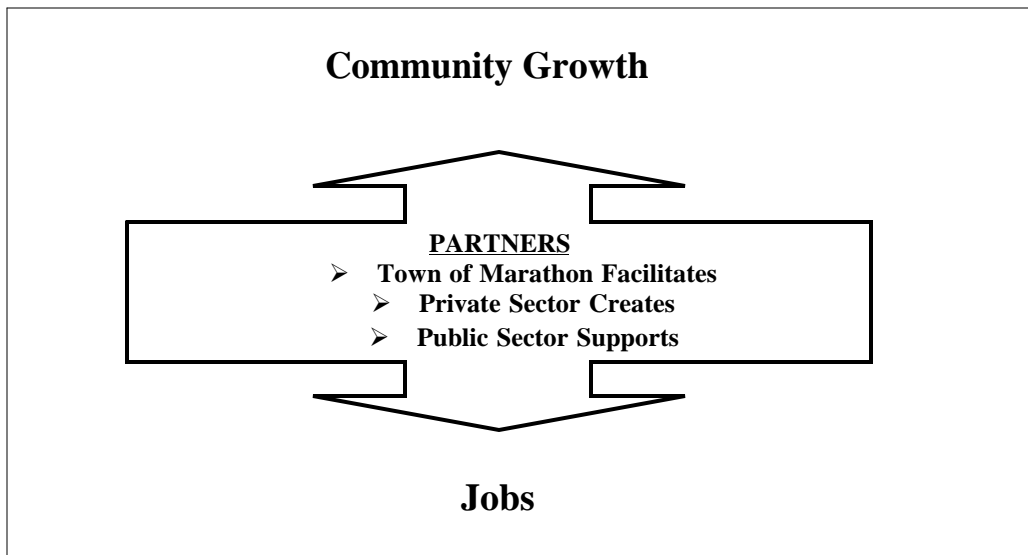 Community Growth
PARTNERS
➢ Town of Marathon Facilitates
➢ Private Sector Creates
➢ Public Sector Supports
Jobs